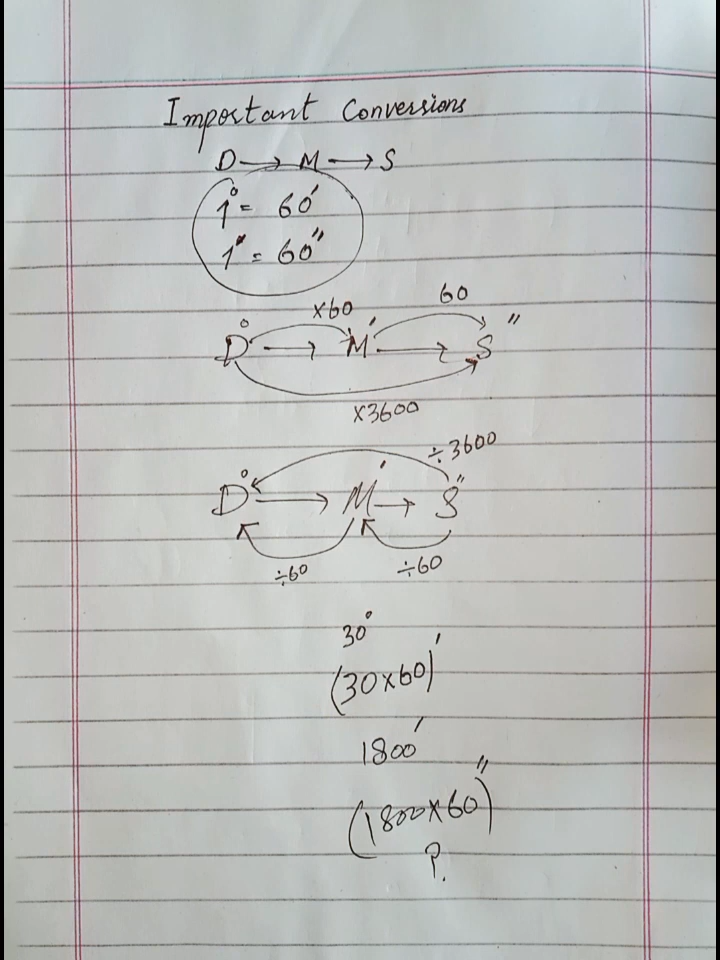 Important Conversions
D → M → S
1° = 60′
1′ = 60″
×60 60
D° → M′ → S″
×3600
÷3600
D° → M′ → S″
÷60 ÷60
30°
(30×60)′
1800′
(1800×60)″
?